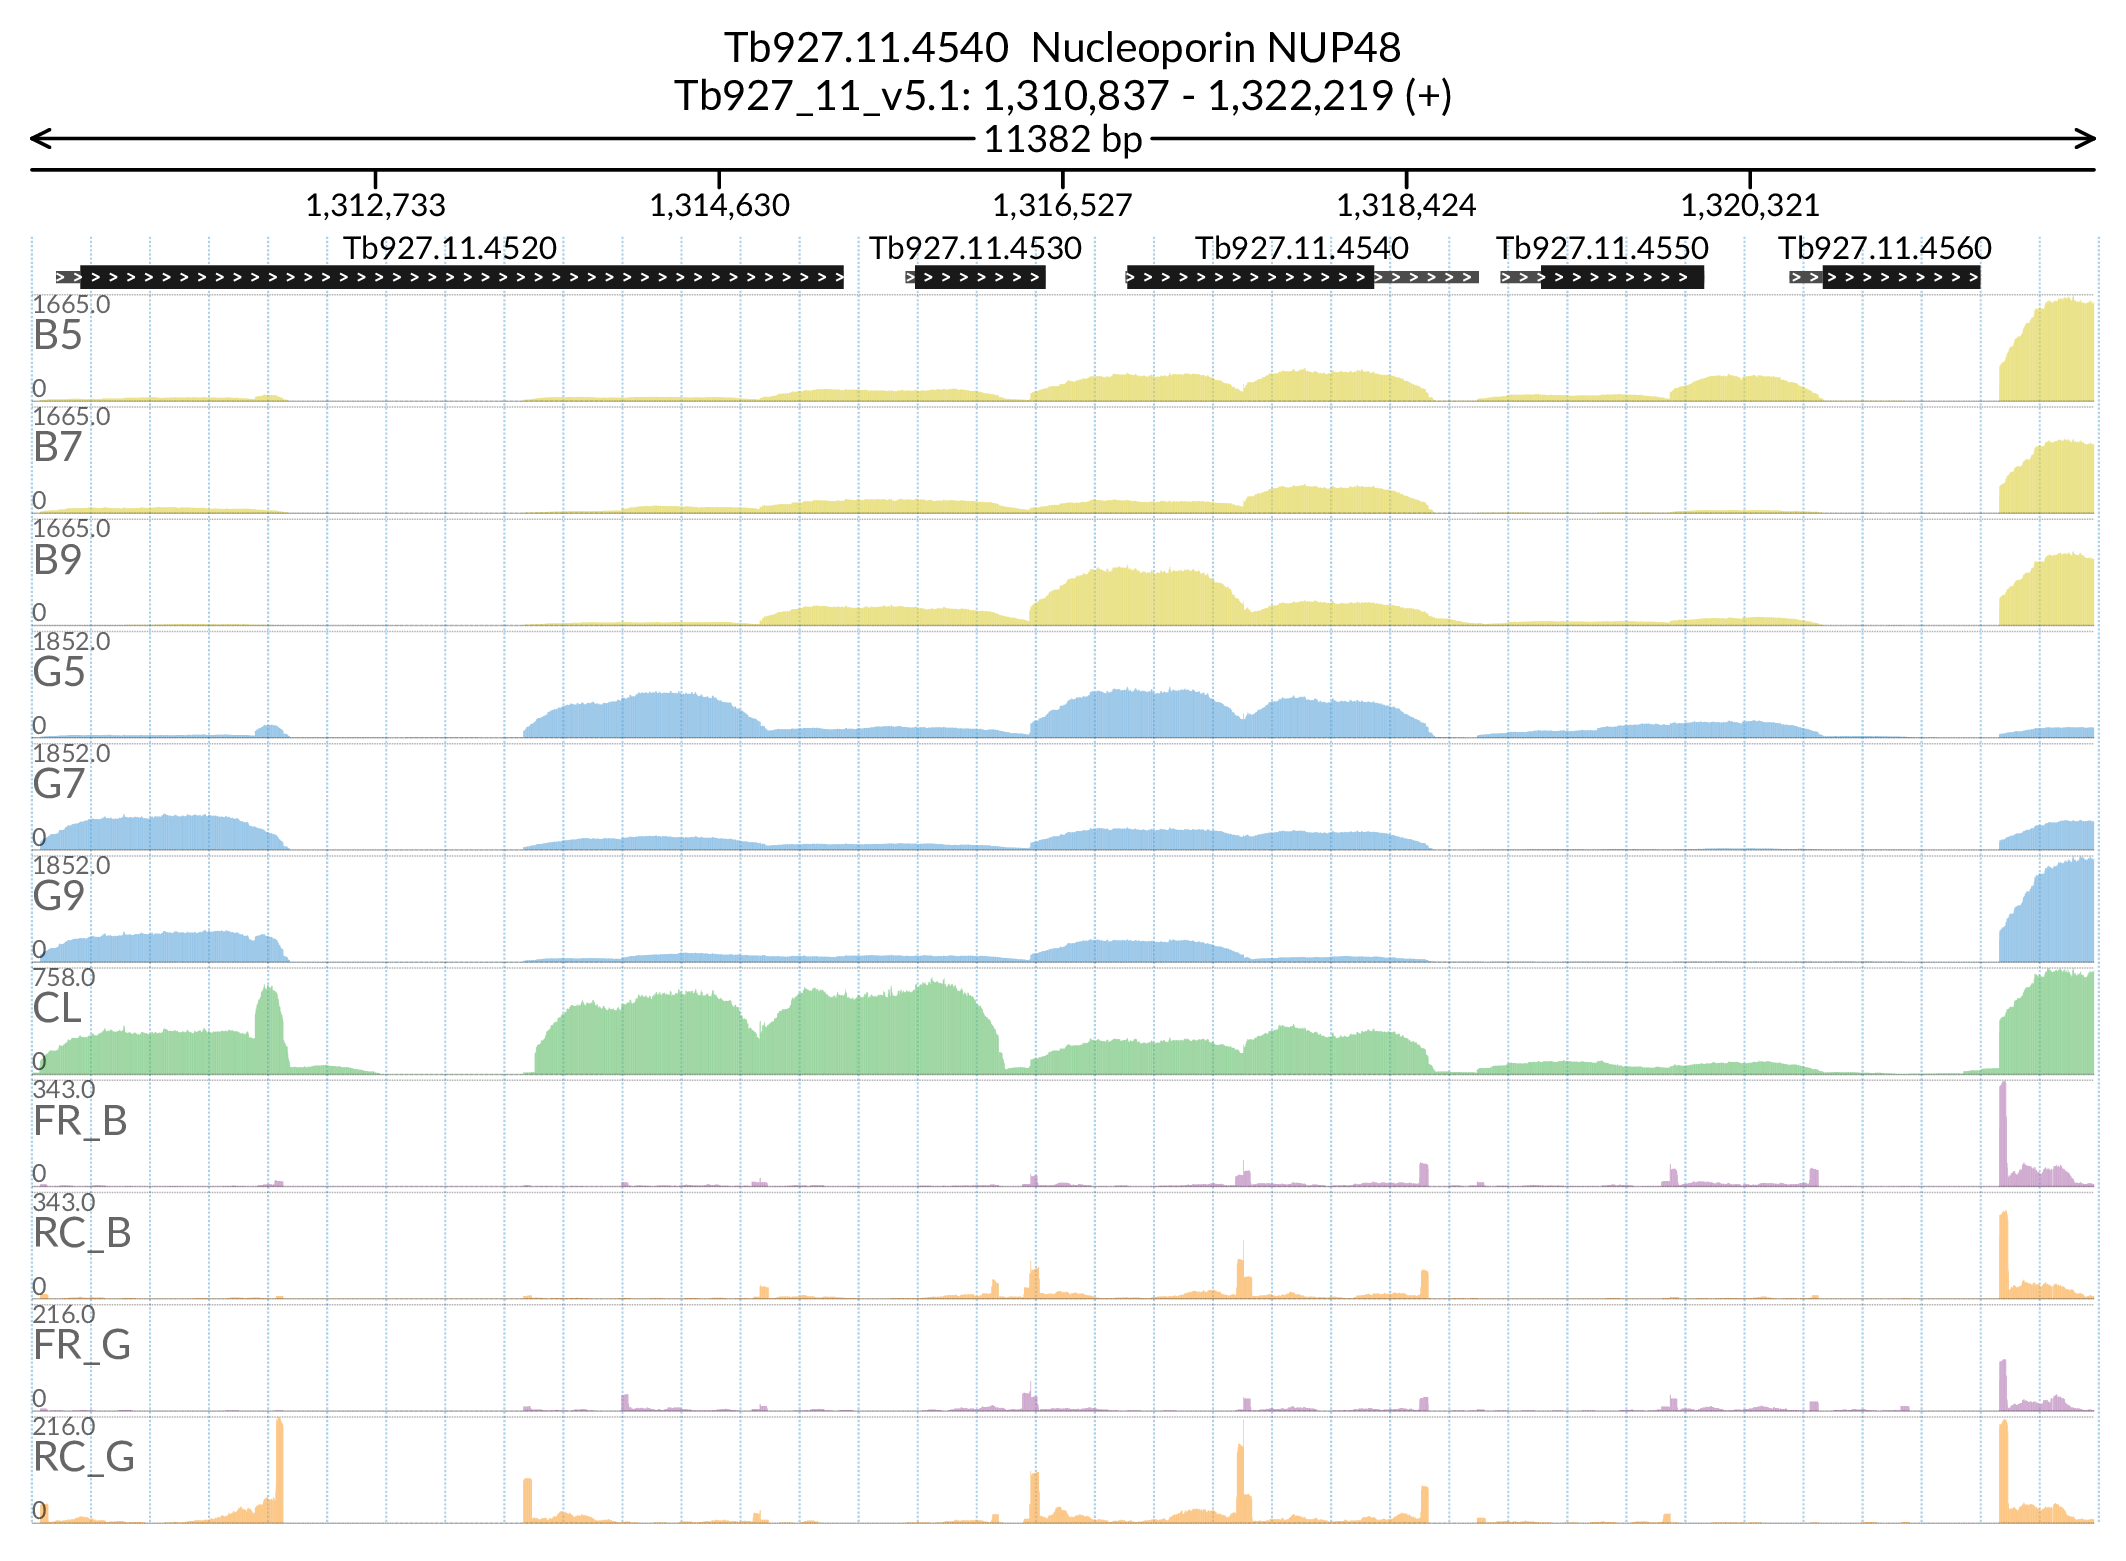 Tb927.11.4540 Nucleoporin NUP48
Tb927_11_v5.1: 1,310,837 - 1,322,219 (+)
11382 bp
1,312,733 1,314,630 1,316,527 1,318,424 1,320,321
Tb927.11.4520 Tb927.11.4530 Tb927.11.4540 Tb927.11.4550 Tb927.11.4560
1665.0
B5
0
1665.0
B7
0
1665.0
B9
0
1852.0
G5
0
1852.0
G7
0
1852.0
G9
0
758.0
CL
0
343.0
FR_B
0
343.0
RC_B
0
216.0
FR_G
0
216.0
RC_G
0